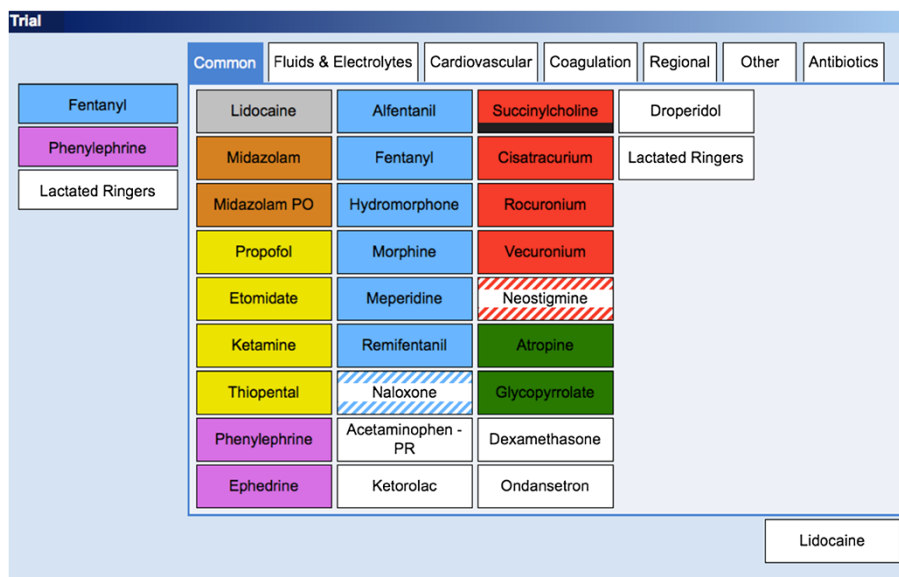 Trial
Common
Fluids & Electrolytes
Cardiovascular
Coagulation
Regional
Other
Antibiotics
Fentanyl
Phenylephrine
Lactated Ringers
Lidocaine
Alfentanil
Succinylcholine
Droperidol
Midazolam
Fentanyl
Cisatracurium
Lactated Ringers
Midazolam PO
Hydromorphone
Rocuronium
Propofol
Morphine
Vecuronium
Etomidate
Meperidine
Neostigmine
Ketamine
Remifentanil
Atropine
Thiopental
Naloxone
Glycopyrrolate
Phenylephrine
Acetaminophen -
PR
Dexamethasone
Ephedrine
Ketorolac
Ondansetron
Lidocaine